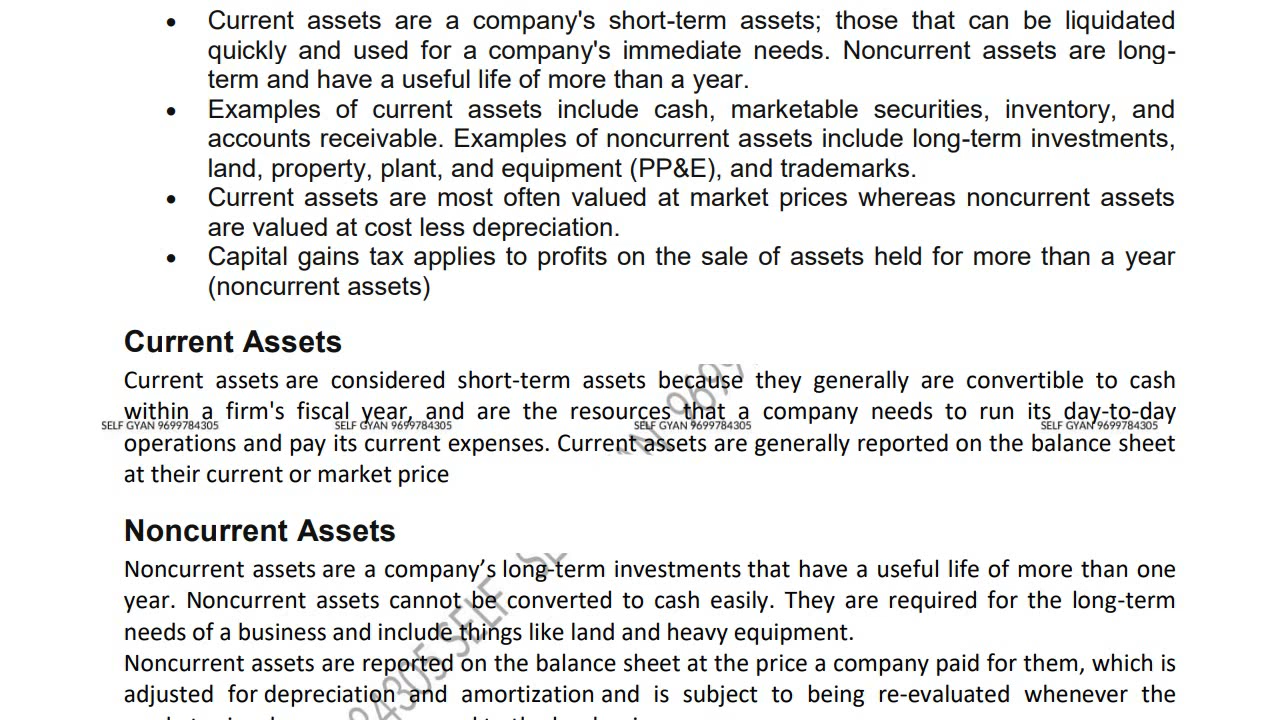 • Current assets are a company's short-term assets; those that can be liquidated
quickly and used for a company's immediate needs. Noncurrent assets are long-
term and have a useful life of more than a year.
• Examples of current assets include cash, marketable securities, inventory, and
accounts receivable. Examples of noncurrent assets include long-term investments,
land, property, plant, and equipment (PP&E), and trademarks.
• Current assets are most often valued at market prices whereas noncurrent assets
are valued at cost less depreciation.
• Capital gains tax applies to profits on the sale of assets held for more than a year
(noncurrent assets)
Current Assets
Current assets are considered short-term assets because they generally are convertible to cash
within a firm's fiscal year, and are the resources that a company needs to run its day-to-day
SELF GYAN 9699784305 SELF GYAN 9699784305 SELF GYAN 9699784305 SELF GYAN 9699784305
operations and pay its current expenses. Current assets are generally reported on the balance sheet
at their current or market price
Noncurrent Assets
Noncurrent assets are a company’s long-term investments that have a useful life of more than one
year. Noncurrent assets cannot be converted to cash easily. They are required for the long-term
needs of a business and include things like land and heavy equipment.
Noncurrent assets are reported on the balance sheet at the price a company paid for them, which is
adjusted for depreciation and amortization and is subject to being re-evaluated whenever the